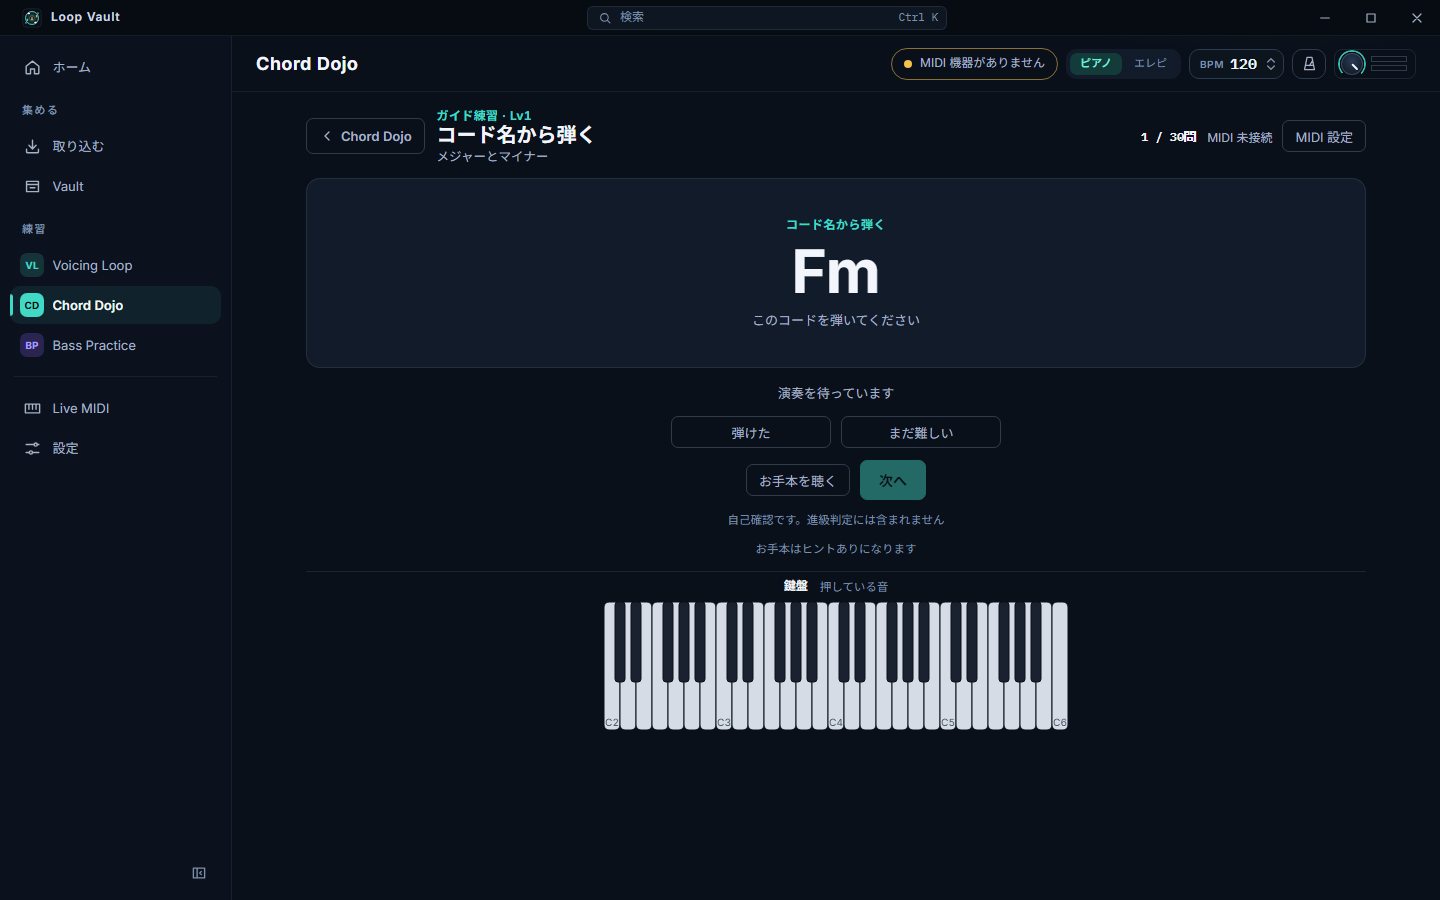 Loop Vault
検索
Ctrl K
ホーム
集める
取り込む
Vault
練習
VL Voicing Loop
CD Chord Dojo
BP Bass Practice
Live MIDI
設定
Chord Dojo
MIDI 機器がありません
ピアノ
エレピ
BPM 120
Chord Dojo
ガイド練習 · Lv1
コード名から弾く
メジャーとマイナー
1 / 30問
MIDI 未接続
MIDI 設定
コード名から弾く
Fm
このコードを弾いてください
演奏を待っています
弾けた
まだ難しい
お手本を聴く
次へ
自己確認です。進級判定には含まれません
お手本はヒントありになります
鍵盤 押している音
C2 C3 C4 C5 C6